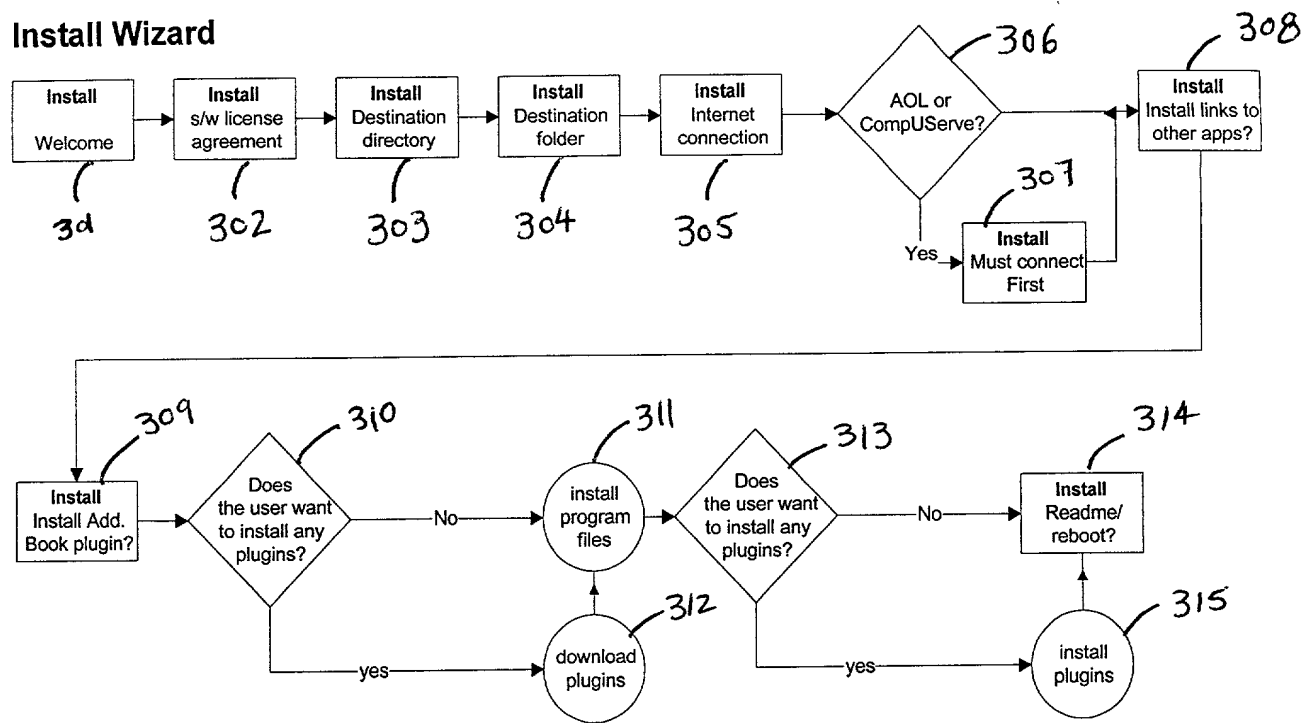 Install Wizard
306
308
Install
Welcome
Install
s/w license
agreement
Install
Destination
directory
Install
Destination
folder
Install
Internet
connection
AOL or
CompUServe?
Install
Install links to
other apps?
301
302
303
304
305
307
Yes
Install
Must connect
First
309
310
311
313
314
Install
Install Add.
Book plugin?
Does
the user want
to install any
plugins?
No
install
program
files
Does
the user want
to install any
plugins?
No
Install
Readme/
reboot?
312
315
yes
download
plugins
yes
install
plugins